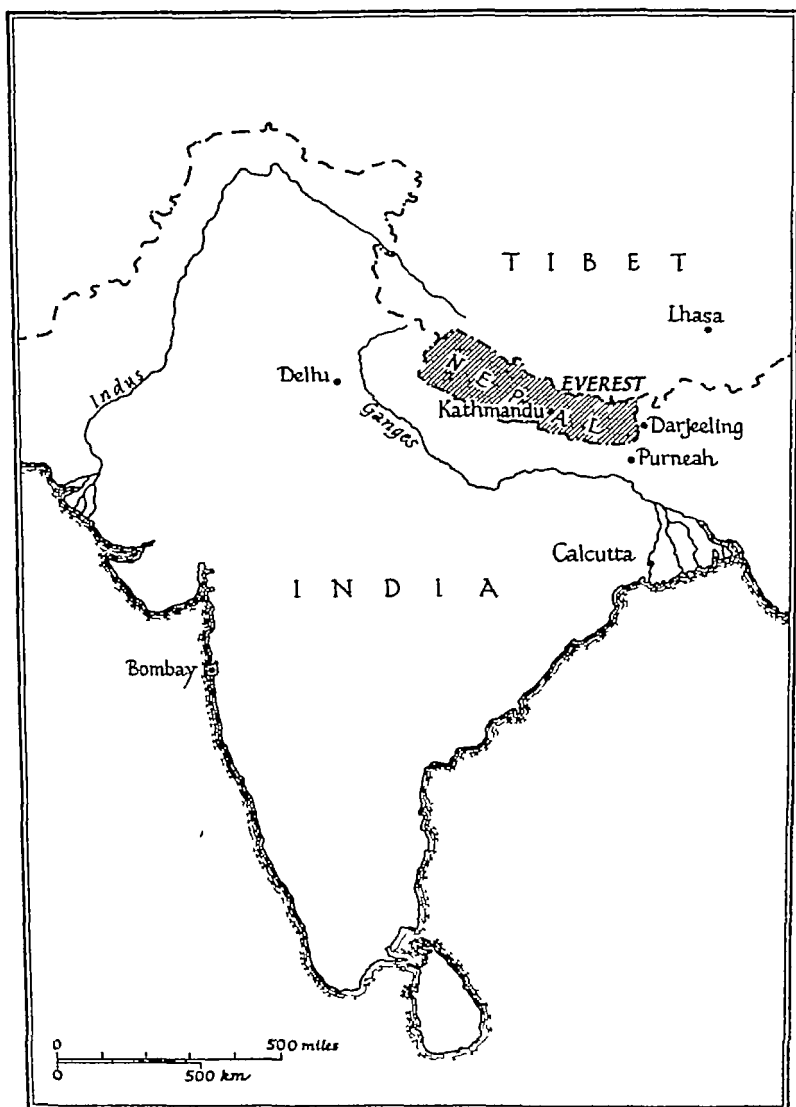 TIBET
Lhasa
Indus
Delhi
NEPAL
EVEREST
Kathmandu
Darjeeling
Ganges
Purneah
Calcutta
INDIA
Bombay
0 500 miles
0 500 km